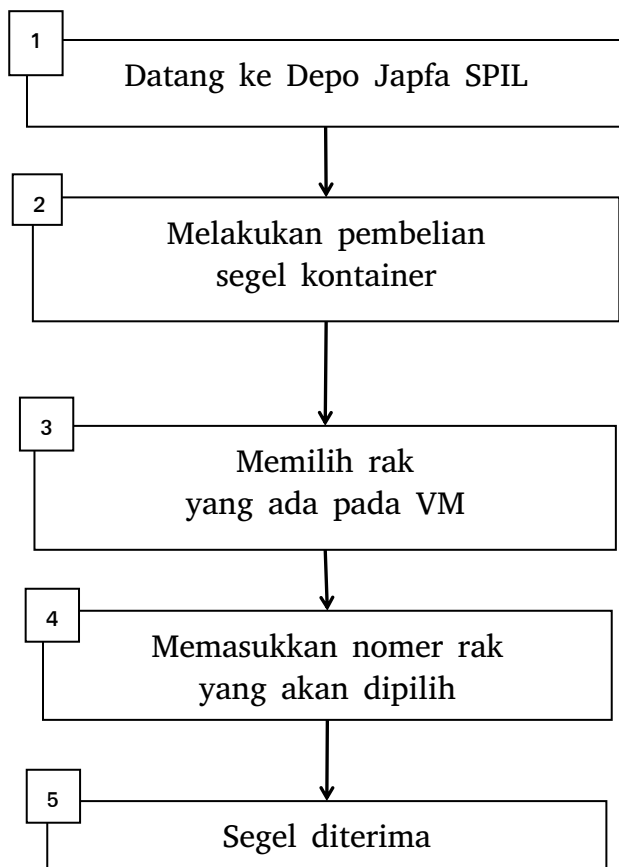 1
Datang ke Depo Japfa SPIL
2
Melakukan pembelian
segel kontainer
3
Memilih rak
yang ada pada VM
4
Memasukkan nomer rak
yang akan dipilih
5
Segel diterima